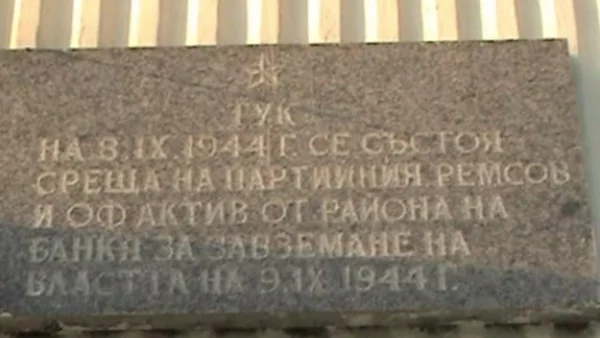 ТУК
НА 8.IX.1944 Г. СЕ СЪСТОЯ
СРЕЩА НА ПАРТИЙНИЯ РЕМСОВ
И ОФ АКТИВ ОТ РАЙОНА НА
БАНКЯ ЗА ЗАВЗЕМАНЕ НА
ВЛАСТТА НА 9.IX 1944 Г.